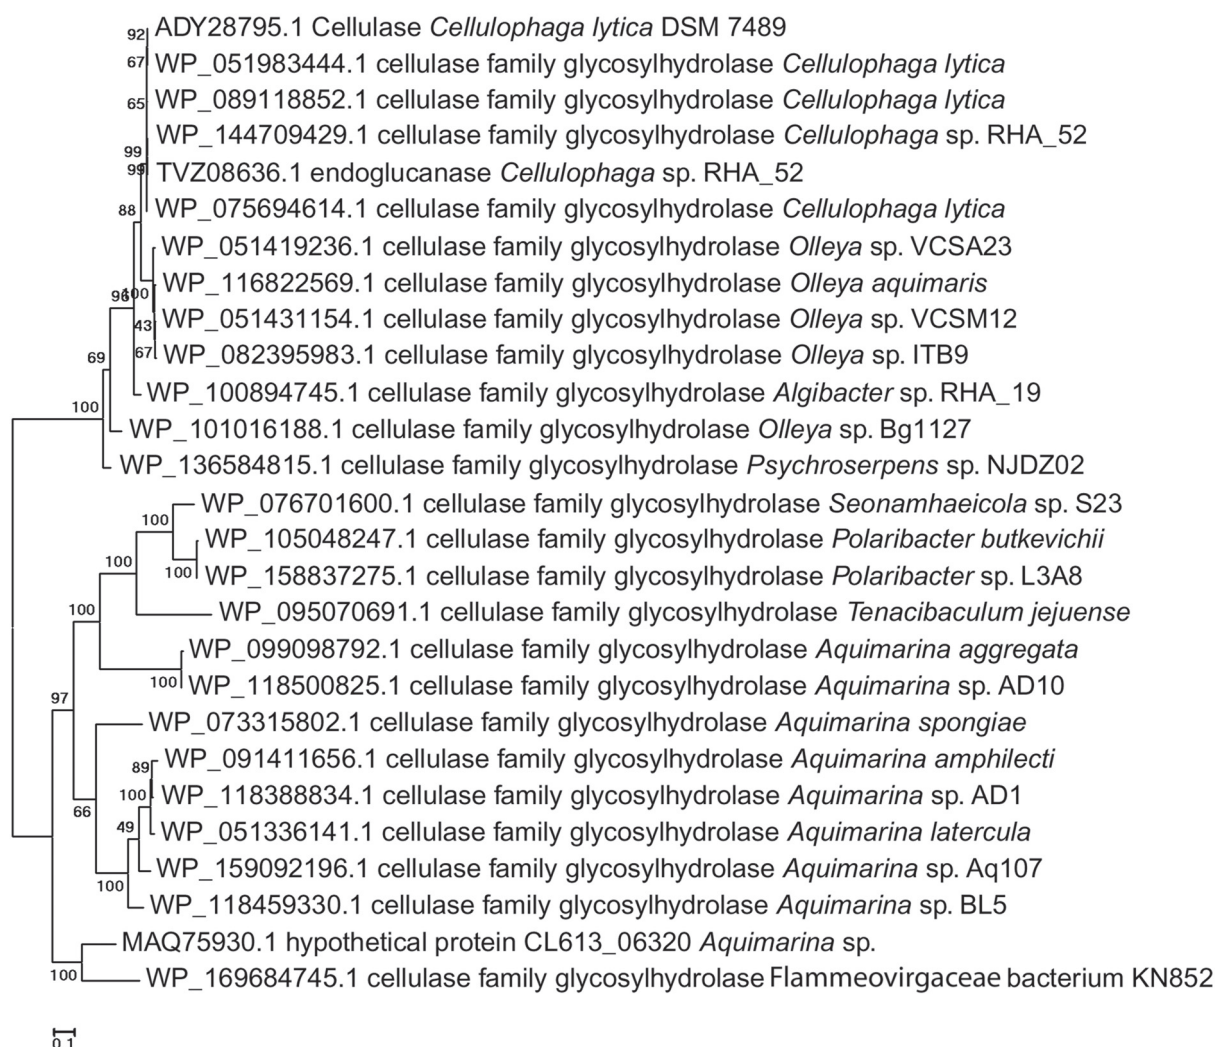 92 ADY28795.1 Cellulase Cellulophaga lytica DSM 7489
67 WP_051983444.1 cellulase family glycosylhydrolase Cellulophaga lytica
65 WP_089118852.1 cellulase family glycosylhydrolase Cellulophaga lytica
WP_144709429.1 cellulase family glycosylhydrolase Cellulophaga sp. RHA_52
99
99 TVZ08636.1 endoglucanase Cellulophaga sp. RHA_52
88 WP_075694614.1 cellulase family glycosylhydrolase Cellulophaga lytica
WP_051419236.1 cellulase family glycosylhydrolase Olleya sp. VCSA23
WP_116822569.1 cellulase family glycosylhydrolase Olleya aquimaris
96 100
43 WP_051431154.1 cellulase family glycosylhydrolase Olleya sp. VCSM12
67 WP_082395983.1 cellulase family glycosylhydrolase Olleya sp. ITB9
69
WP_100894745.1 cellulase family glycosylhydrolase Algibacter sp. RHA_19
100
WP_101016188.1 cellulase family glycosylhydrolase Olleya sp. Bg1127
WP_136584815.1 cellulase family glycosylhydrolase Psychroserpens sp. NJDZ02
WP_076701600.1 cellulase family glycosylhydrolase Seonamhaeicola sp. S23
100
WP_105048247.1 cellulase family glycosylhydrolase Polaribacter butkevichii
100
100 WP_158837275.1 cellulase family glycosylhydrolase Polaribacter sp. L3A8
100
WP_095070691.1 cellulase family glycosylhydrolase Tenacibaculum jejuense
WP_099098792.1 cellulase family glycosylhydrolase Aquimarina aggregata
100 WP_118500825.1 cellulase family glycosylhydrolase Aquimarina sp. AD10
97
WP_073315802.1 cellulase family glycosylhydrolase Aquimarina spongiae
89 WP_091411656.1 cellulase family glycosylhydrolase Aquimarina amphilecti
100 WP_118388834.1 cellulase family glycosylhydrolase Aquimarina sp. AD1
66
49 WP_051336141.1 cellulase family glycosylhydrolase Aquimarina latercula
WP_159092196.1 cellulase family glycosylhydrolase Aquimarina sp. Aq107
100
WP_118459330.1 cellulase family glycosylhydrolase Aquimarina sp. BL5
MAQ75930.1 hypothetical protein CL613_06320 Aquimarina sp.
100
WP_169684745.1 cellulase family glycosylhydrolase Flammeovirgaceae bacterium KN852
0.1